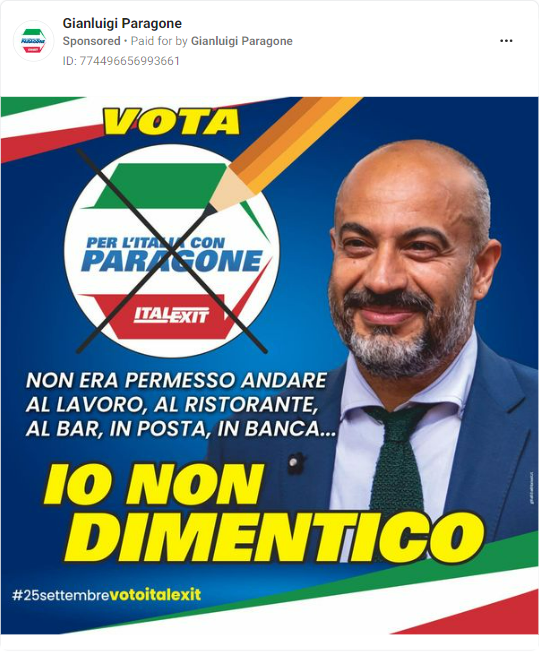 Gianluigi Paragone
Sponsored • Paid for by Gianluigi Paragone
ID: 774496656993661
VOTA
PER L'ITALIA CON
PARAGONE
ITALEXIT
NON ERA PERMESSO ANDARE
AL LAVORO, AL RISTORANTE,
AL BAR, IN POSTA, IN BANCA...
IO NON
DIMENTICO
#25settembrevotoitalexit